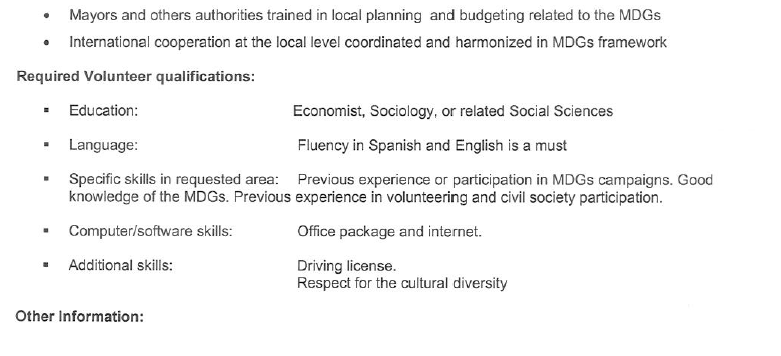 • Mayors and others authorities trained in local planning and budgeting related to the MDGs
• International cooperation at the local level coordinated and harmonized in MDGs framework
Required Volunteer qualifications:
▪ Education: Economist, Sociology, or related Social Sciences
▪ Language: Fluency in Spanish and English is a must
▪ Specific skills in requested area: Previous experience or participation in MDGs campaigns. Good
knowledge of the MDGs. Previous experience in volunteering and civil society participation.
▪ Computer/software skills: Office package and internet.
▪ Additional skills: Driving license.
Respect for the cultural diversity
Other Information: